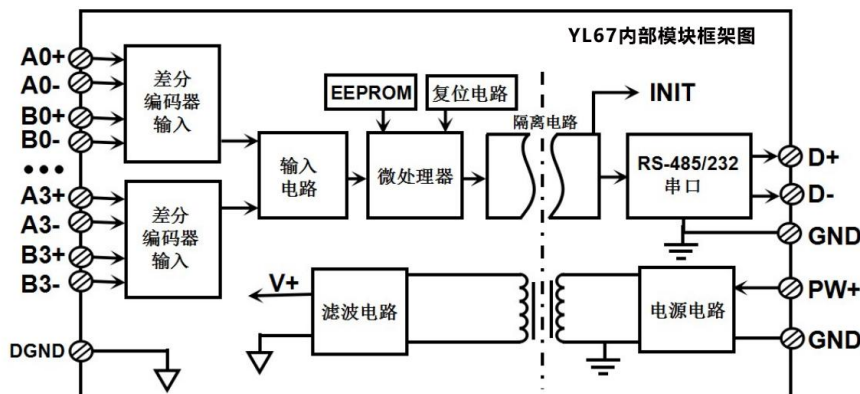 YL67内部模块框架图
A0+
A0-
B0+
B0-
•••
A3+
A3-
B3+
B3-
DGND
差分
编码器
输入
差分
编码器
输入
输入
电路
EEPROM
复位电路
微处理器
隔离电路
INIT
RS-485/232
串口
D+
D-
GND
V+
滤波电路
电源电路
PW+
GND